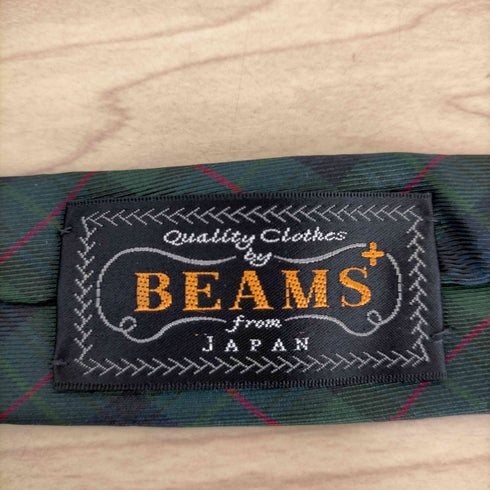 Quality Clothes
by
BEAMS+
from
JAPAN